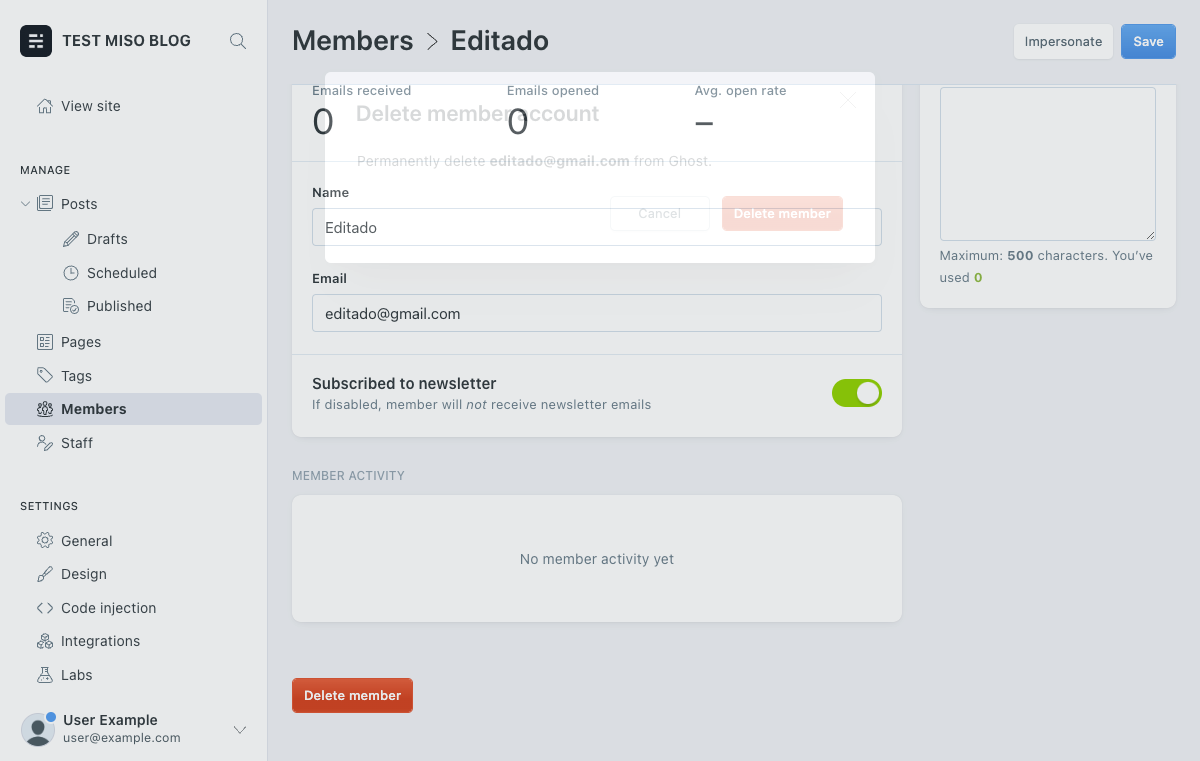 TEST MISO BLOG
View site
MANAGE
Posts
Drafts
Scheduled
Published
Pages
Tags
Members
Staff
SETTINGS
General
Design
Code injection
Integrations
Labs
User Example
user@example.com
Members > Editado
Impersonate
Save
Emails received
0
Emails opened
0
Avg. open rate
–
Delete member account
Permanently delete editado@gmail.com from Ghost.
Cancel
Delete member
Name
Editado
Email
editado@gmail.com
Subscribed to newsletter
If disabled, member will not receive newsletter emails
Maximum: 500 characters. You’ve
used 0
MEMBER ACTIVITY
No member activity yet
Delete member